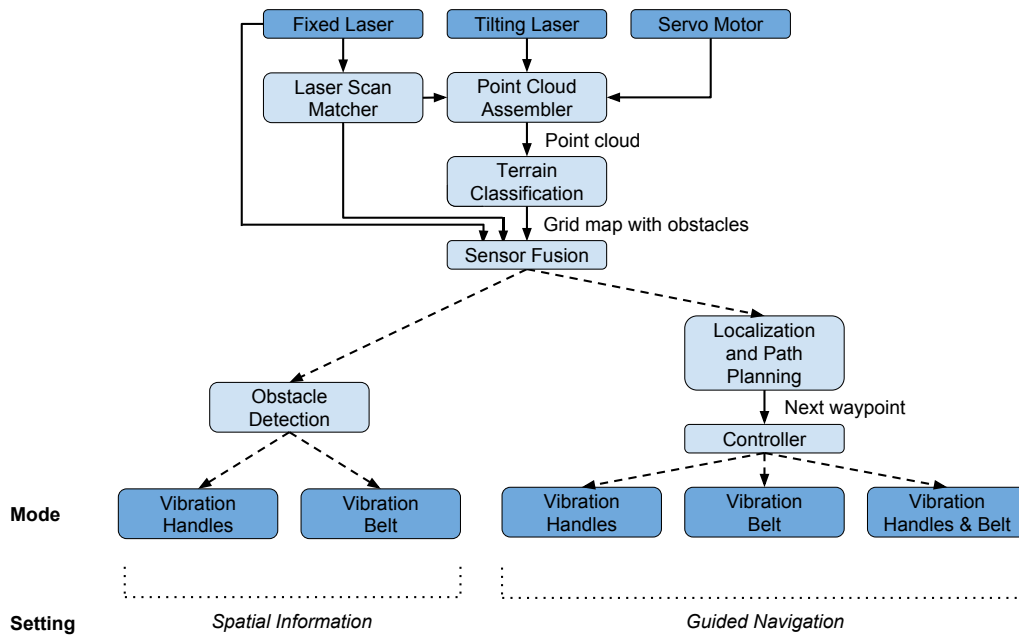 Fixed Laser
Tilting Laser
Servo Motor
Laser Scan
Matcher
Point Cloud
Assembler
Point cloud
Terrain
Classification
Grid map with obstacles
Sensor Fusion
Localization
and Path
Planning
Obstacle
Detection
Next waypoint
Controller
Mode
Vibration
Handles
Vibration
Belt
Vibration
Handles
Vibration
Belt
Vibration
Handles & Belt
Setting
Spatial Information
Guided Navigation